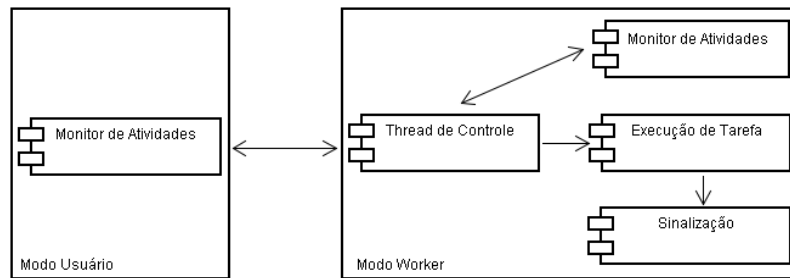 Monitor de Atividades
Modo Usuário
Monitor de Atividades
Thread de Controle
Execução de Tarefa
Sinalização
Modo Worker